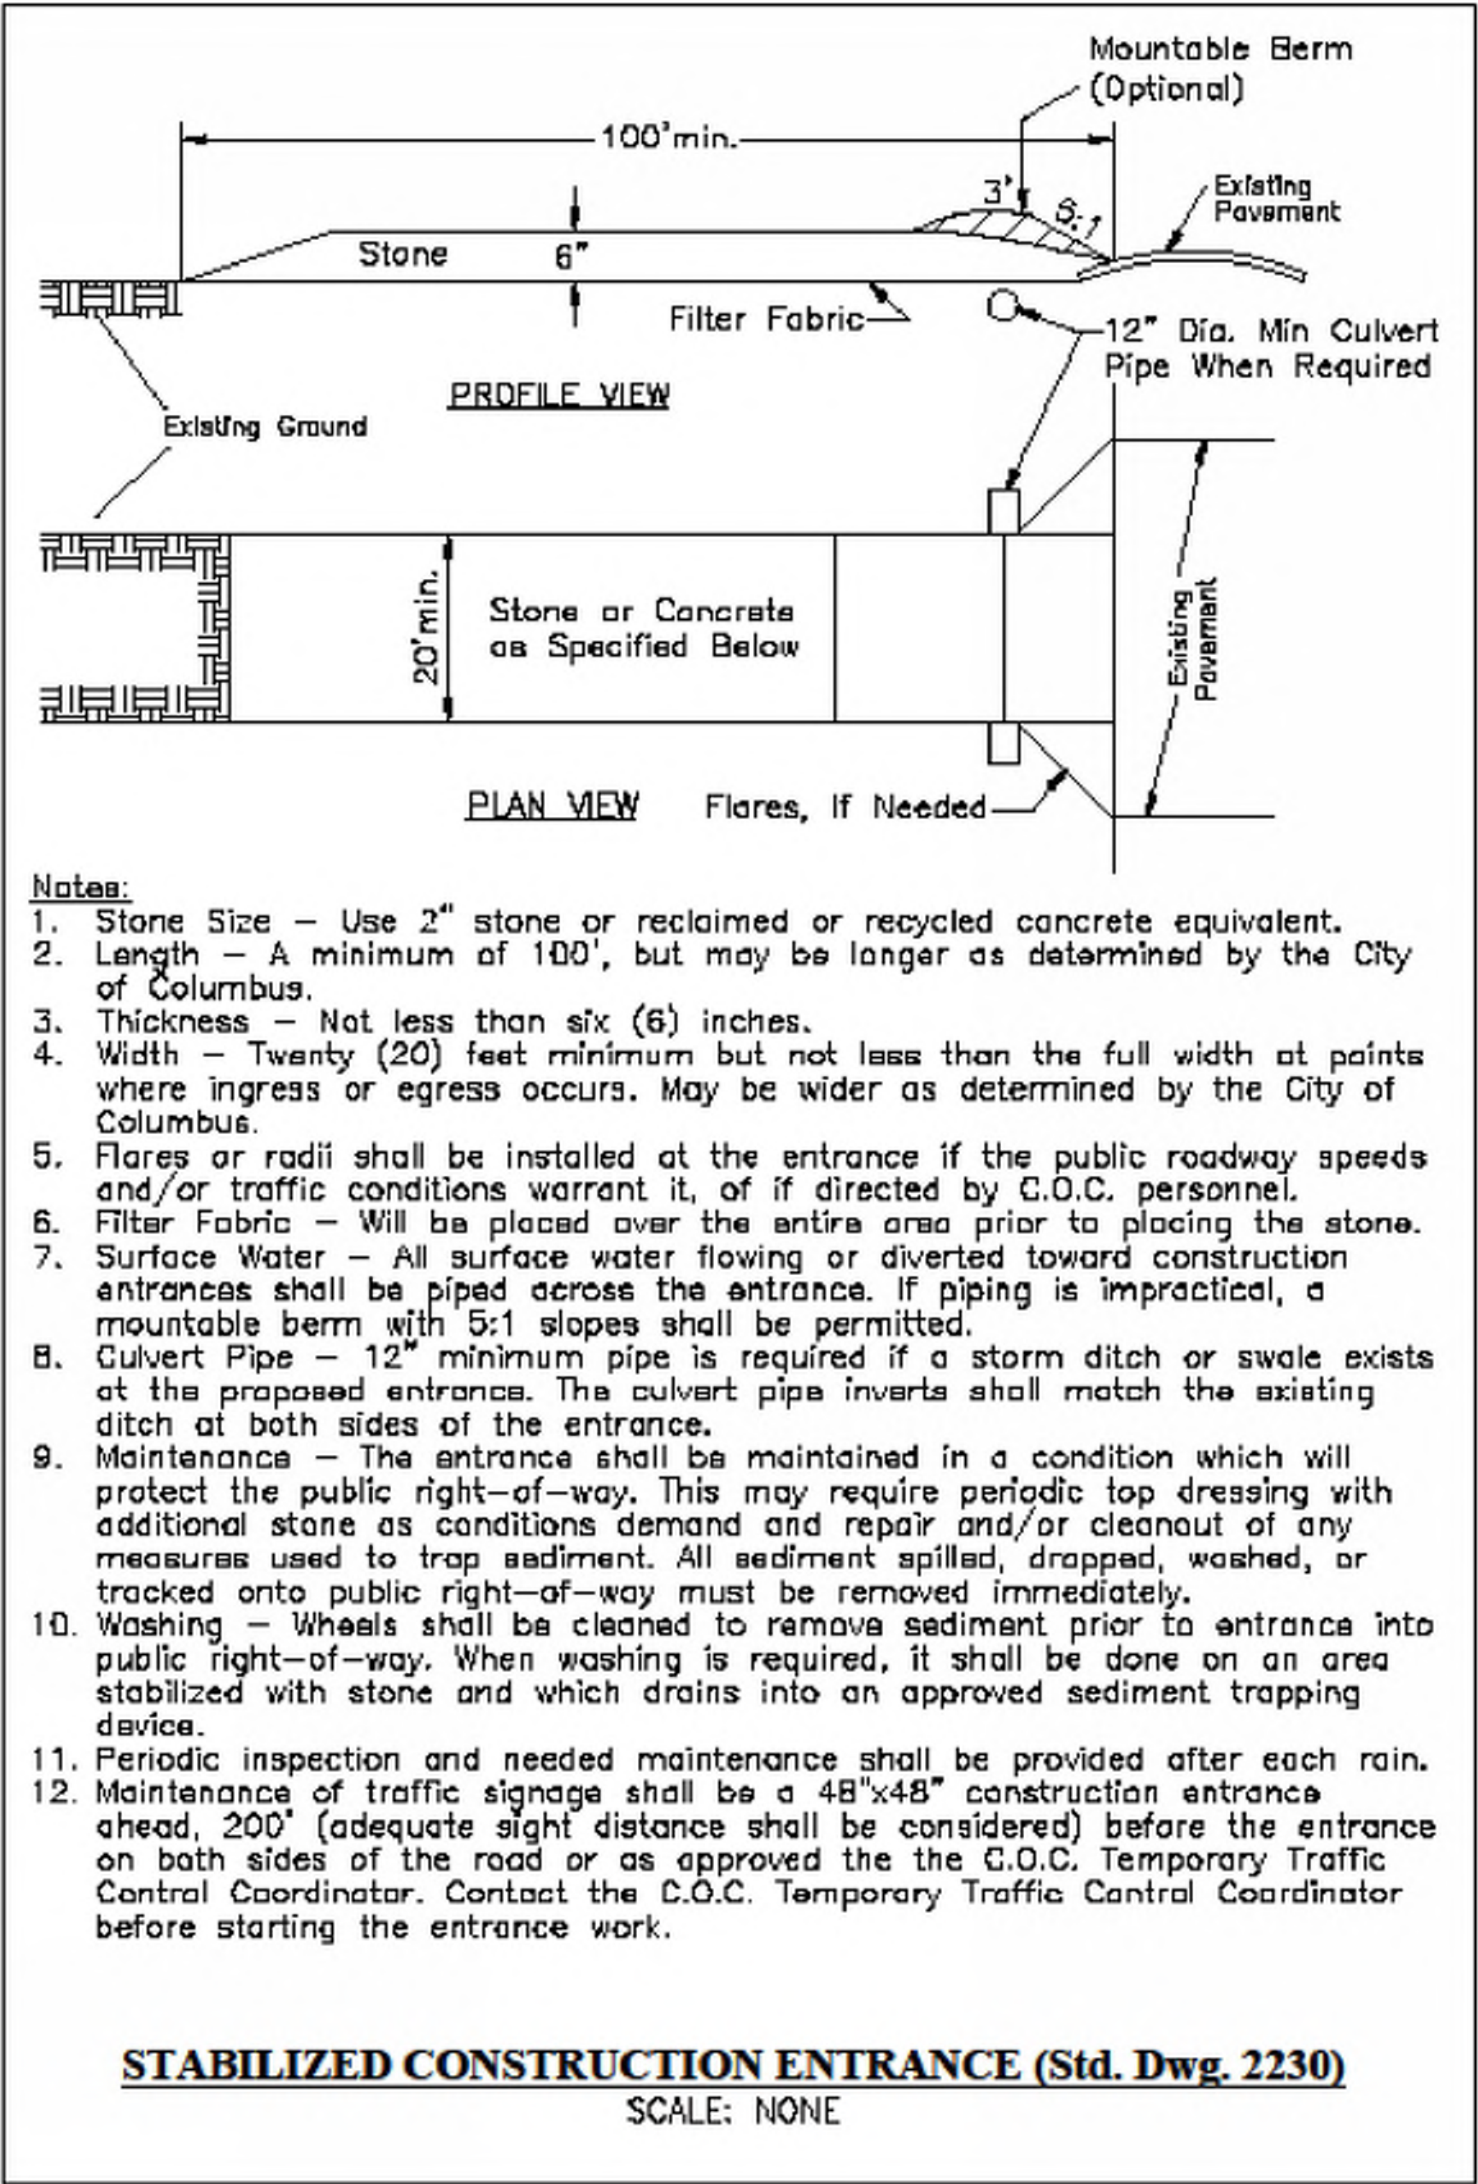 Mountable Berm
(Optional)
100'min.
3'
5:1
Existing
Pavement
Stone
6"
Filter Fabric
12" Dia. Min Culvert
Pipe When Required
PROFILE VIEW
Existing Ground
20'min.
Stone or Concrete
as Specified Below
Existing
Pavement
PLAN VIEW
Flares, If Needed
Notes:
1. Stone Size – Use 2" stone or reclaimed or recycled concrete equivalent.
2. Length – A minimum of 100', but may be longer as determined by the City
of Columbus.
3. Thickness – Not less than six (6) inches.
4. Width – Twenty (20) feet minimum but not less than the full width at points
where ingress or egress occurs. May be wider as determined by the City of
Columbus.
5. Flares or radii shall be installed at the entrance if the public roadway speeds
and/or traffic conditions warrant it, of if directed by C.O.C. personnel.
6. Filter Fabric – Will be placed over the entire area prior to placing the stone.
7. Surface Water – All surface water flowing or diverted toward construction
entrances shall be piped across the entrance. If piping is impractical, a
mountable berm with 5:1 slopes shall be permitted.
8. Culvert Pipe – 12" minimum pipe is required if a storm ditch or swale exists
at the proposed entrance. The culvert pipe inverts shall match the existing
ditch at both sides of the entrance.
9. Maintenance – The entrance shall be maintained in a condition which will
protect the public right–of–way. This may require periodic top dressing with
additional stone as conditions demand and repair and/or cleanout of any
measures used to trap sediment. All sediment spilled, dropped, washed, or
tracked onto public right–of–way must be removed immediately.
10. Washing – Wheels shall be cleaned to remove sediment prior to entrance into
public right–of–way. When washing is required, it shall be done on an area
stabilized with stone and which drains into an approved sediment trapping
device.
11. Periodic inspection and needed maintenance shall be provided after each rain.
12. Maintenance of traffic signage shall be a 48"x48" construction entrance
ahead, 200' (adequate sight distance shall be considered) before the entrance
on both sides of the road or as approved the the C.O.C. Temporary Traffic
Control Coordinator. Contact the C.O.C. Temporary Traffic Control Coordinator
before starting the entrance work.
STABILIZED CONSTRUCTION ENTRANCE (Std. Dwg. 2230)
SCALE: NONE